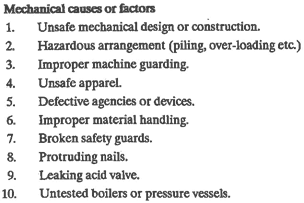 Mechanical causes or factors
1. Unsafe mechanical design or construction.
2. Hazardous arrangement (piling, over-loading etc.)
3. Improper machine guarding.
4. Unsafe apparel.
5. Defective agencies or devices.
6. Improper material handling.
7. Broken safety guards.
8. Protruding nails.
9. Leaking acid valve.
10. Untested boilers or pressure vessels.